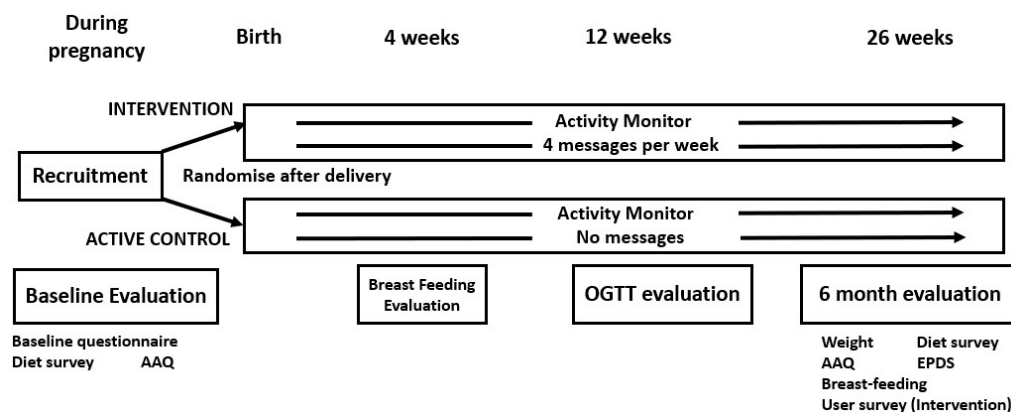 During
pregnancy
Birth
4 weeks
12 weeks
26 weeks
INTERVENTION
Activity Monitor
4 messages per week
Recruitment
Randomise after delivery
Activity Monitor
No messages
ACTIVE CONTROL
Baseline Evaluation
Breast Feeding
Evaluation
OGTT evaluation
6 month evaluation
Baseline questionnaire
Diet survey AAQ
Weight Diet survey
AAQ EPDS
Breast-feeding
User survey (Intervention)